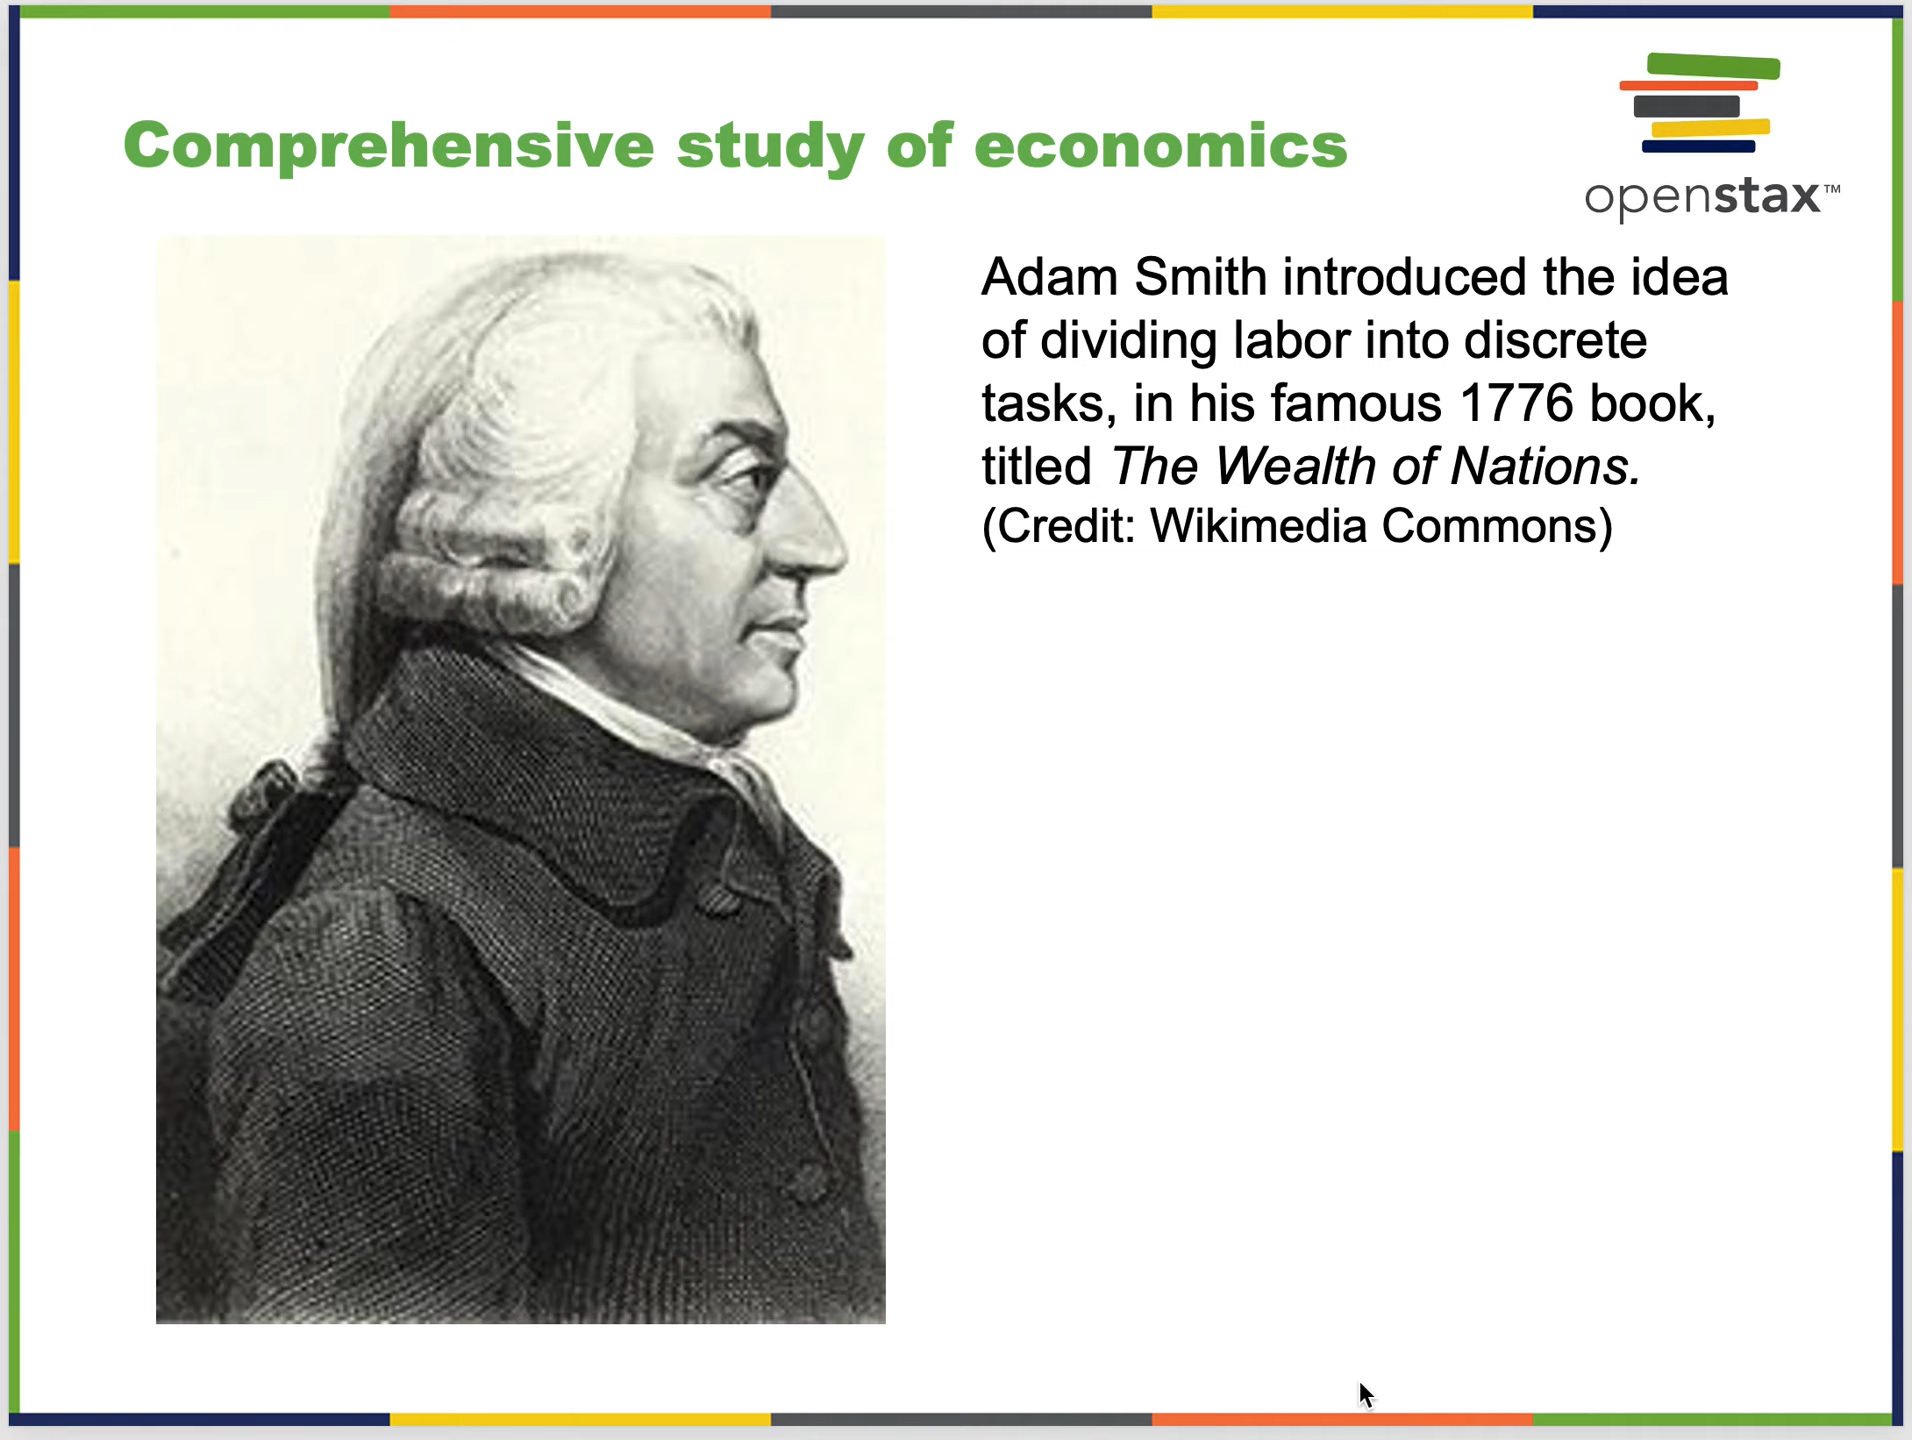 Comprehensive study of economics
openstax™
Adam Smith introduced the idea
of dividing labor into discrete
tasks, in his famous 1776 book,
titled The Wealth of Nations.
(Credit: Wikimedia Commons)